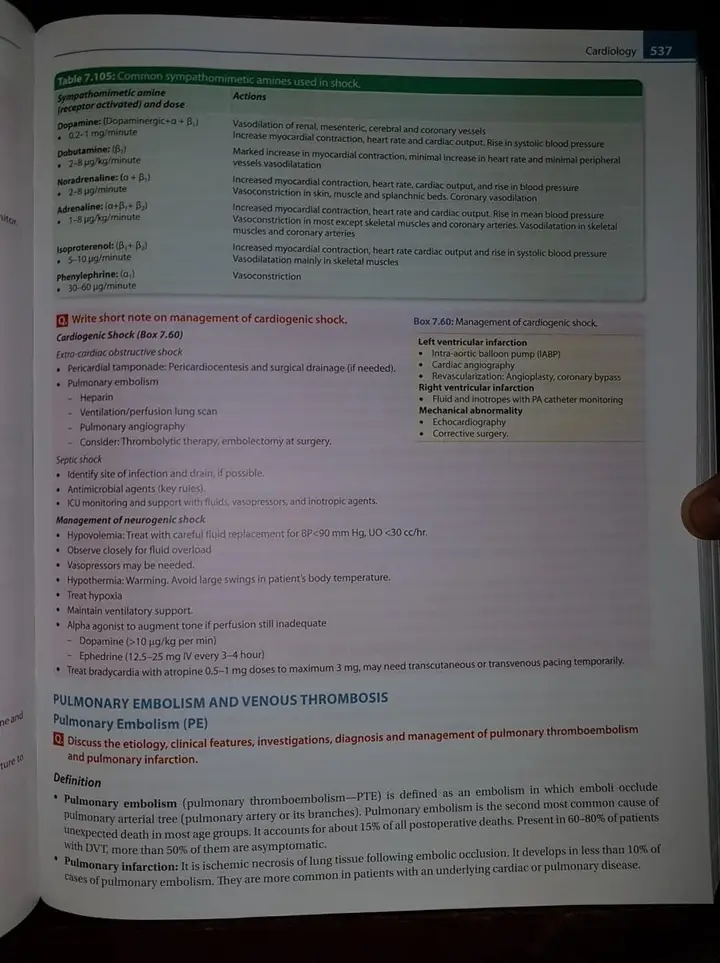 Cardiology 537
Table 7.105: Common sympathomimetic amines used in shock.
Sympathomimetic amine
(receptor activated) and dose
Actions
Dopamine: (Dopaminergic+α + β1)
• 0.2–1 mg/minute
Vasodilation of renal, mesenteric, cerebral and coronary vessels
Increase myocardial contraction, heart rate and cardiac output. Rise in systolic blood pressure
Dobutamine: (β1)
• 2–8 µg/kg/minute
Marked increase in myocardial contraction, minimal increase in heart rate and minimal peripheral
vessels vasodilatation
Noradrenaline: (α + β1)
• 2–8 µg/minute
Increased myocardial contraction, heart rate, cardiac output, and rise in blood pressure
Vasoconstriction in skin, muscle and splanchnic beds. Coronary vasodilation
Adrenaline: (α+β1+ β2)
• 1–8 µg/kg/minute
Increased myocardial contraction, heart rate and cardiac output. Rise in mean blood pressure
Vasoconstriction in most except skeletal muscles and coronary arteries. Vasodilatation in skeletal
muscles and coronary arteries
Isoproterenol: (β1+ β2)
• 5–10 µg/minute
Increased myocardial contraction, heart rate cardiac output and rise in systolic blood pressure
Vasodilatation mainly in skeletal muscles
Phenylephrine: (α1)
• 30–60 µg/minute
Vasoconstriction
Q. Write short note on management of cardiogenic shock.
Cardiogenic Shock (Box 7.60)
Extra-cardiac obstructive shock
• Pericardial tamponade: Pericardiocentesis and surgical drainage (if needed).
• Pulmonary embolism
– Heparin
– Ventilation/perfusion lung scan
– Pulmonary angiography
– Consider: Thrombolytic therapy, embolectomy at surgery.
Septic shock
• Identify site of infection and drain, if possible.
• Antimicrobial agents (key rules).
• ICU monitoring and support with fluids, vasopressors, and inotropic agents.
Management of neurogenic shock
• Hypovolemia: Treat with careful fluid replacement for BP<90 mm Hg, UO <30 cc/hr.
• Observe closely for fluid overload
• Vasopressors may be needed.
• Hypothermia: Warming. Avoid large swings in patient's body temperature.
• Treat hypoxia
• Maintain ventilatory support.
• Alpha agonist to augment tone if perfusion still inadequate
– Dopamine (>10 µg/kg per min)
– Ephedrine (12.5–25 mg IV every 3–4 hour)
• Treat bradycardia with atropine 0.5–1 mg doses to maximum 3 mg, may need transcutaneous or transvenous pacing temporarily.
Box 7.60: Management of cardiogenic shock.
Left ventricular infarction
• Intra-aortic balloon pump (IABP)
• Cardiac angiography
• Revascularization: Angioplasty, coronary bypass
Right ventricular infarction
• Fluid and inotropes with PA catheter monitoring
Mechanical abnormality
• Echocardiography
• Corrective surgery.
PULMONARY EMBOLISM AND VENOUS THROMBOSIS
Pulmonary Embolism (PE)
Q. Discuss the etiology, clinical features, investigations, diagnosis and management of pulmonary thromboembolism
and pulmonary infarction.
Definition
• Pulmonary embolism (pulmonary thromboembolism—PTE) is defined as an embolism in which emboli occlude
pulmonary arterial tree (pulmonary artery or its branches). Pulmonary embolism is the second most common cause of
unexpected death in most age groups. It accounts for about 15% of all postoperative deaths. Present in 60–80% of patients
with DVT, more than 50% of them are asymptomatic.
• Pulmonary infarction: It is ischemic necrosis of lung tissue following embolic occlusion. It develops in less than 10% of
cases of pulmonary embolism. They are more common in patients with an underlying cardiac or pulmonary disease.